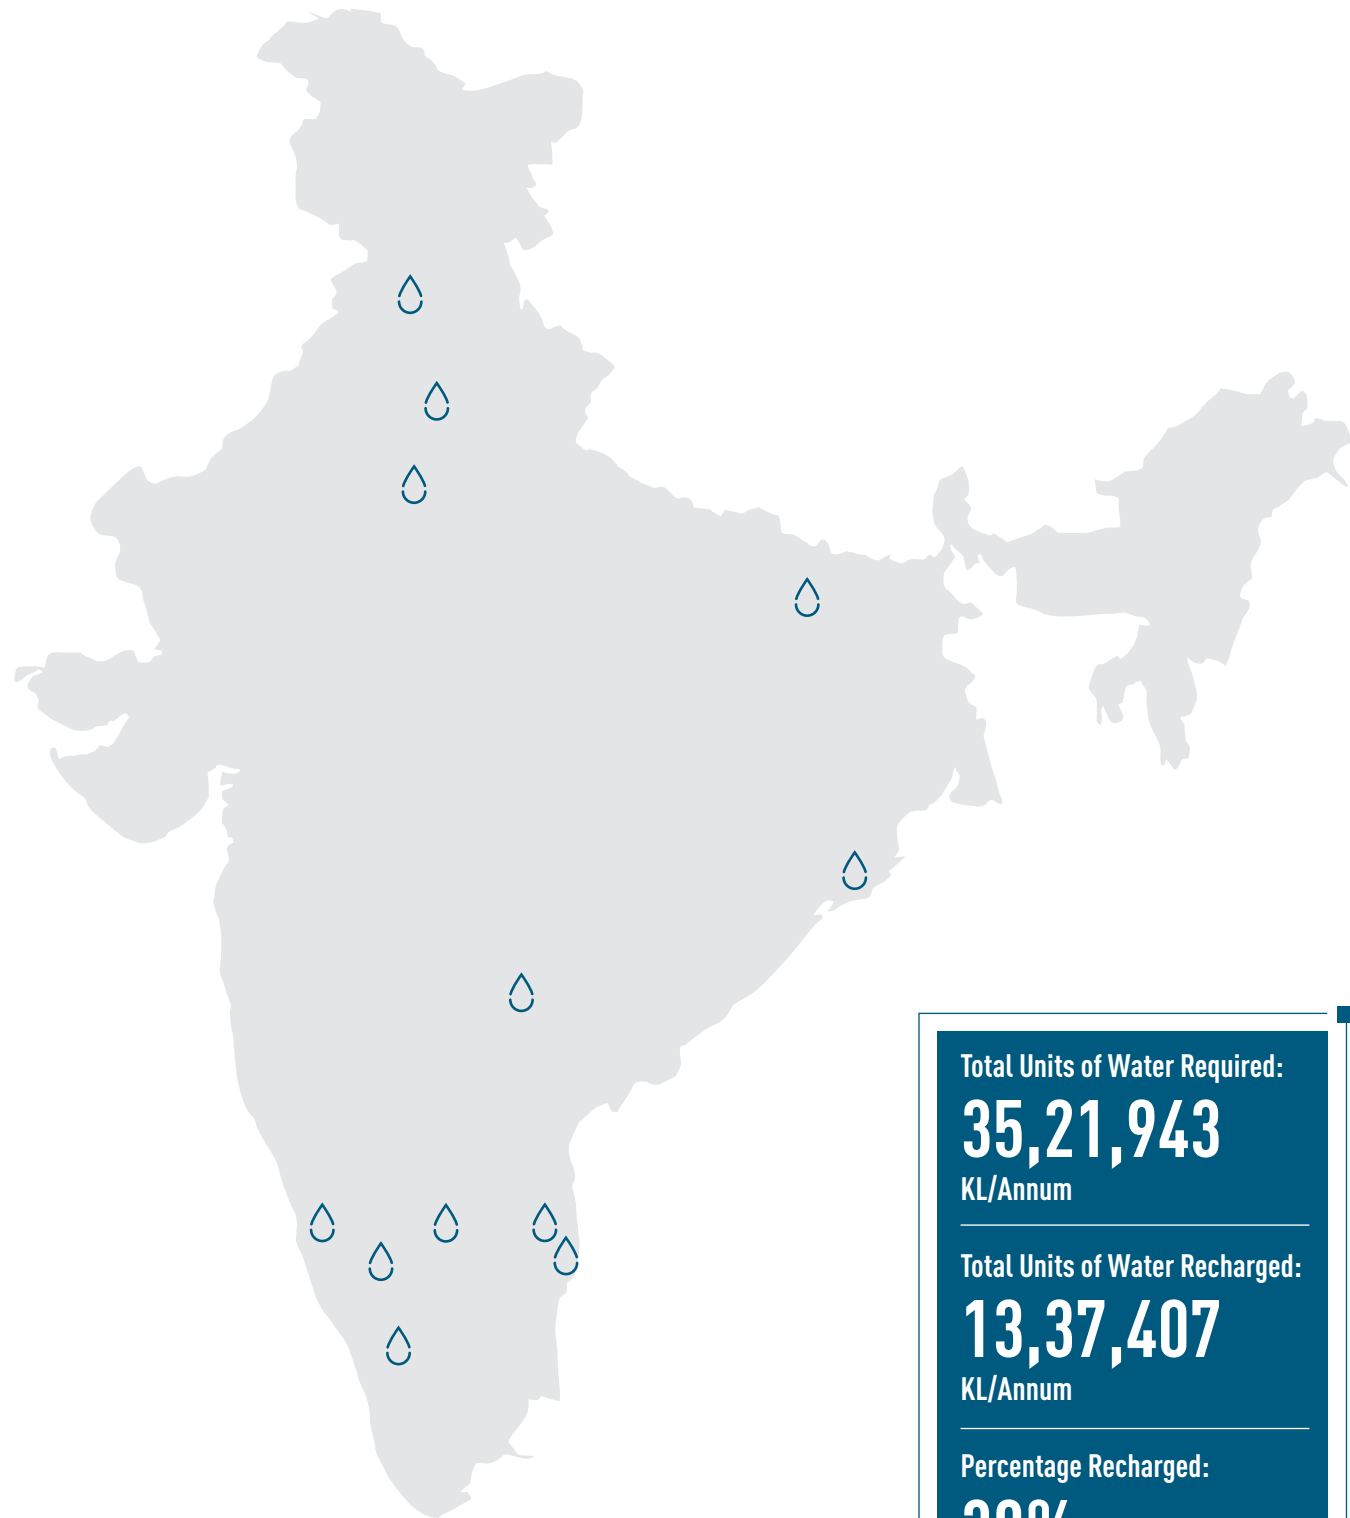 Total Units of Water Required:
35,21,943
KL/Annum
Total Units of Water Recharged:
13,37,407
KL/Annum
Percentage Recharged: